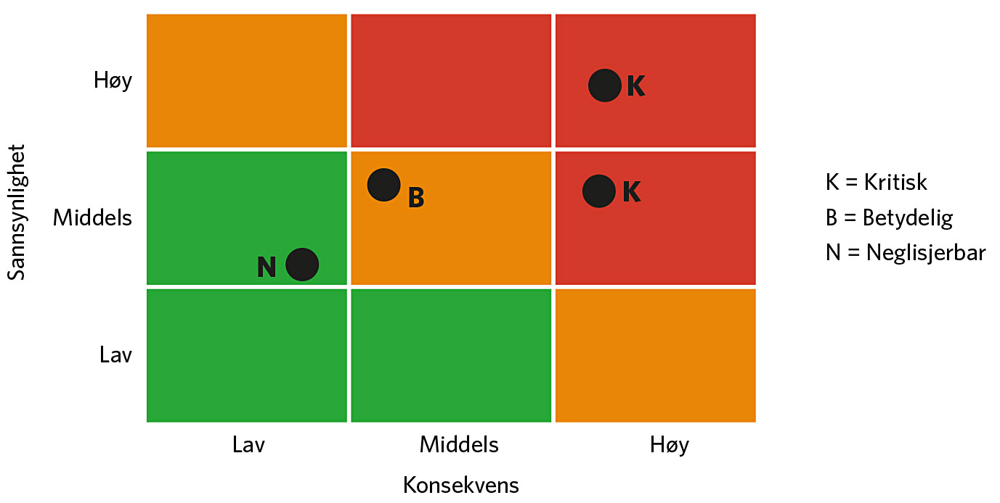 Høy
K
Sannsynlighet
Middels
B
K
N
K = Kritisk
B = Betydelig
N = Neglisjerbar
Lav
Lav
Middels
Høy
Konsekvens